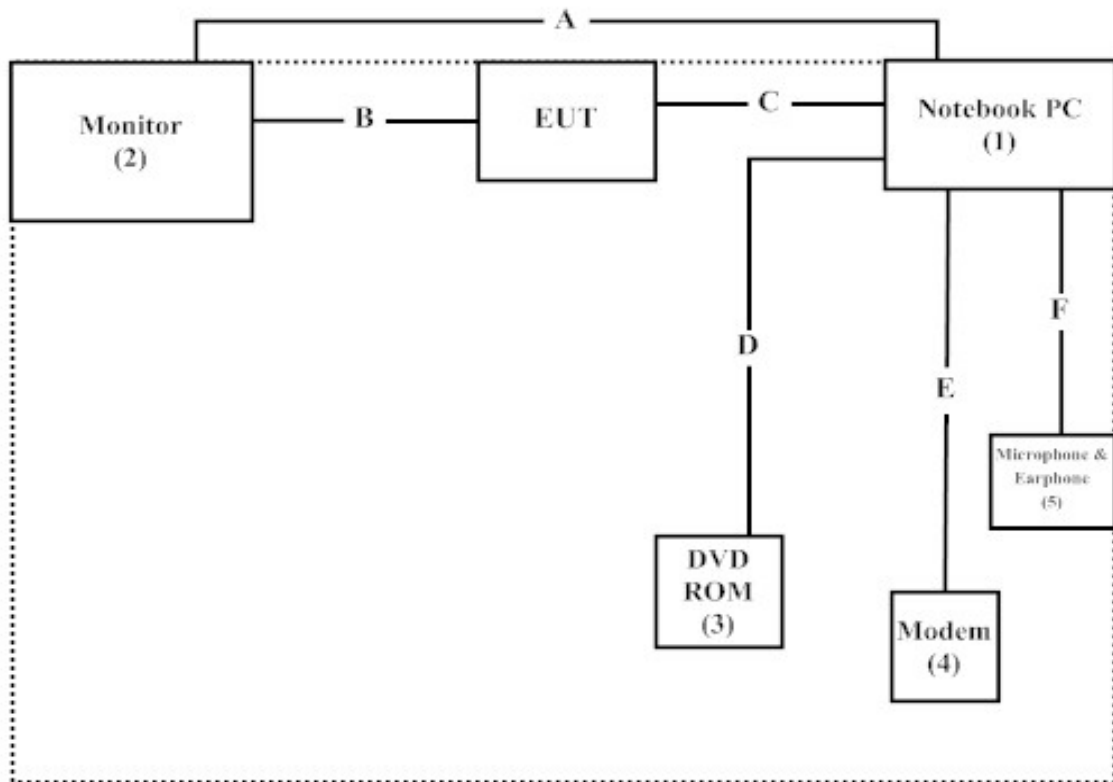 A
Monitor
(2)
B
EUT
C
Notebook PC
(1)
D
E
F
Microphone &
Earphone
(5)
DVD
ROM
(3)
Modem
(4)